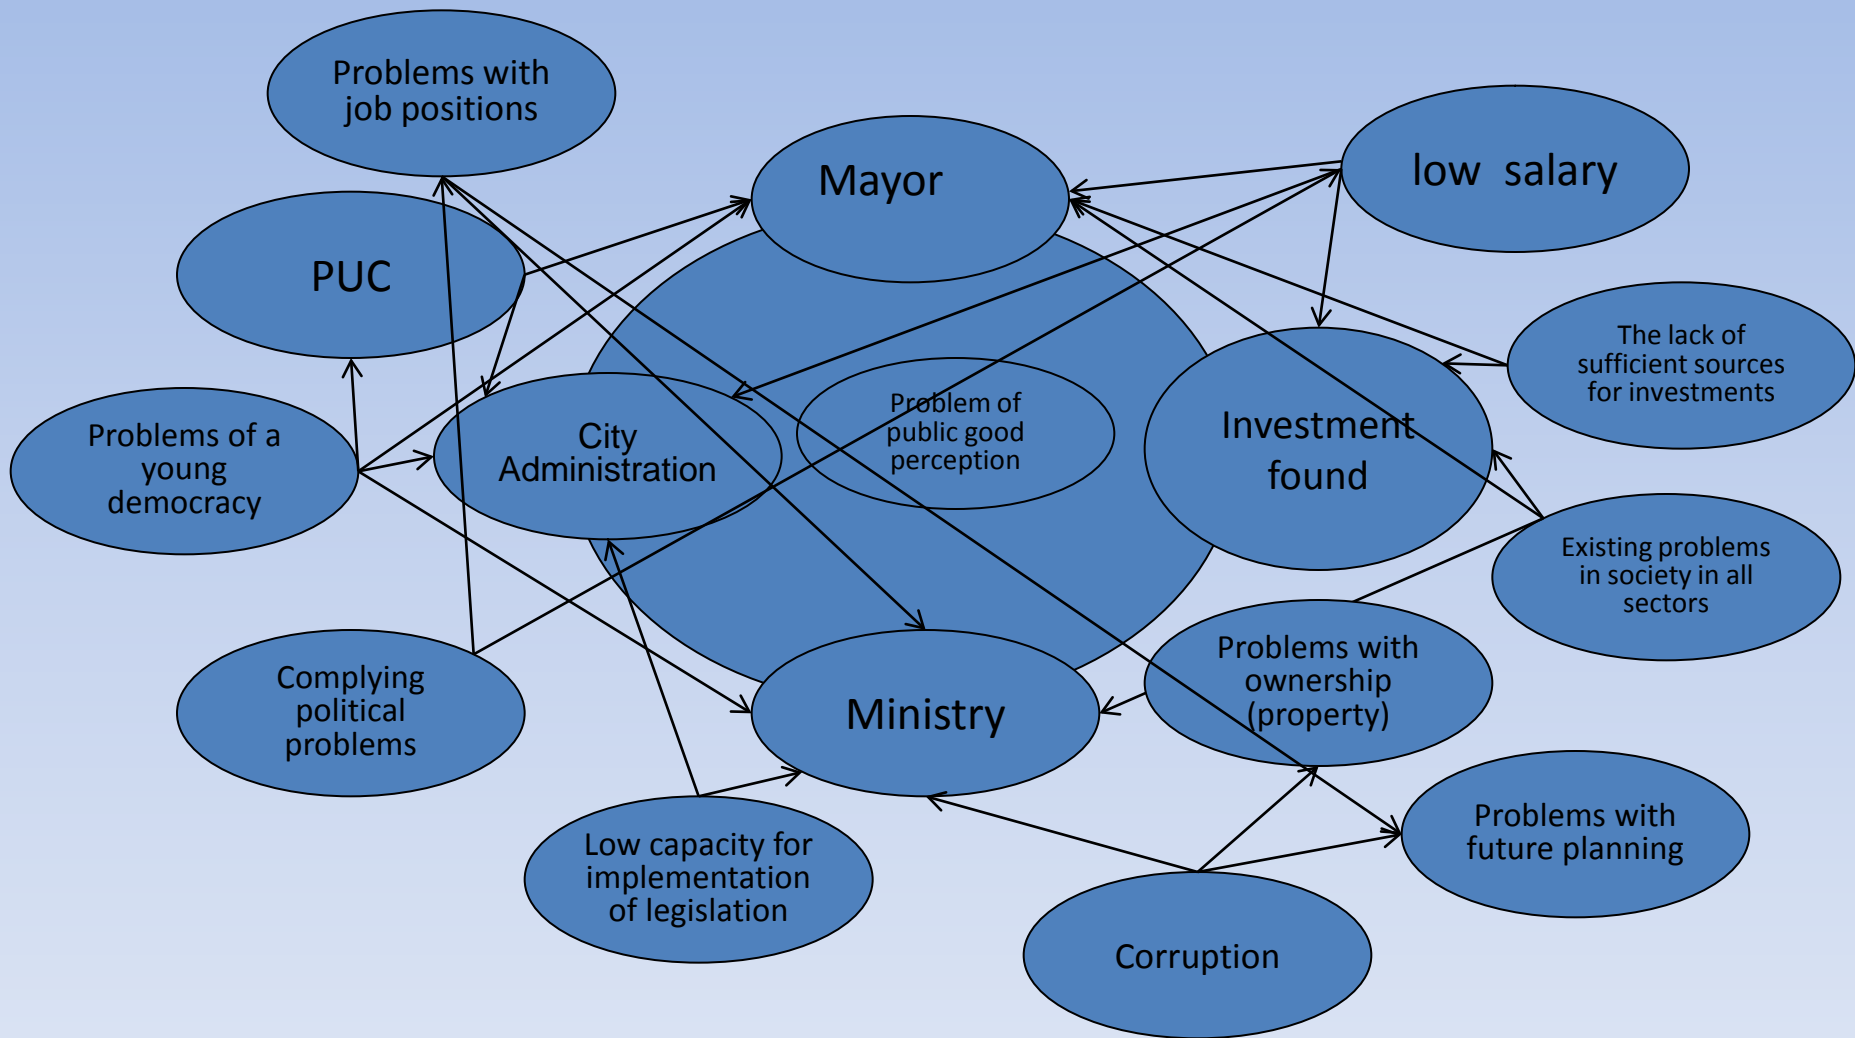 Problems with
job positions
Mayor
low salary
PUC
The lack of
sufficient sources
for investments
Problem of
public good
perception
Investment
found
City
Administration
Problems of a
young
democracy
Existing problems
in society in all
sectors
Problems with
ownership
(property)
Complying
political
problems
Ministry
Problems with
future planning
Low capacity for
implementation
of legislation
Corruption